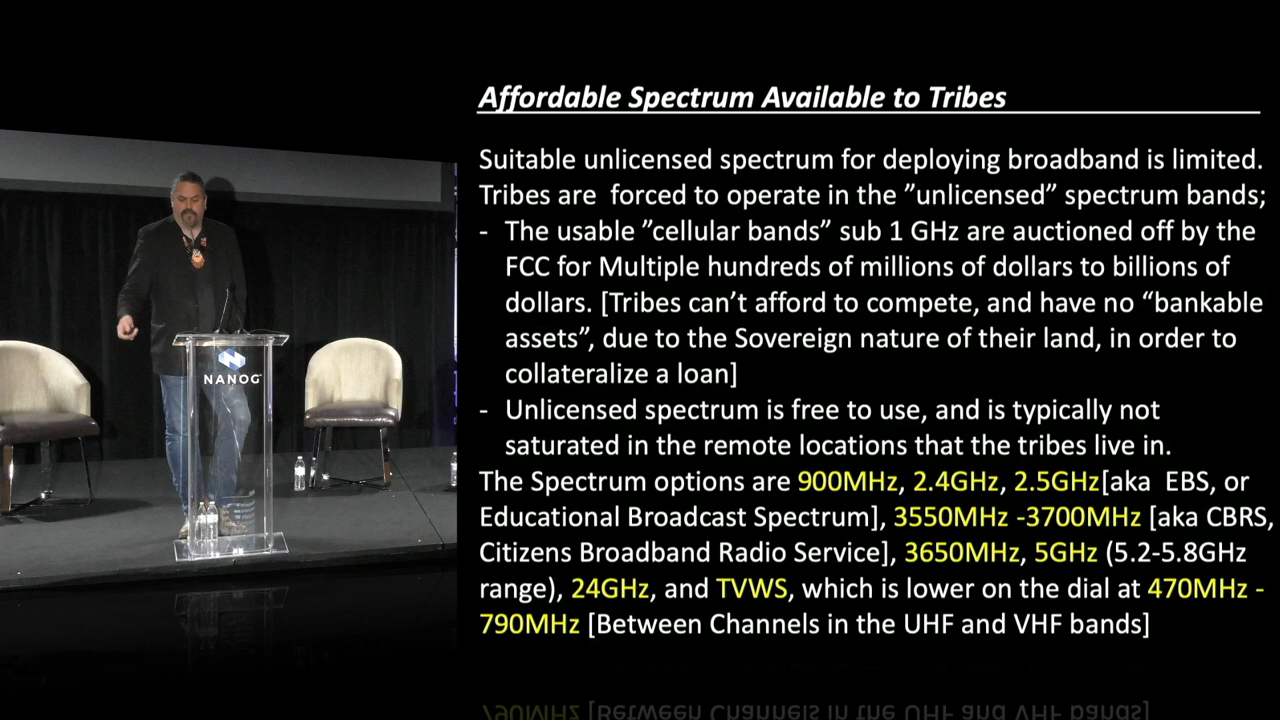 Affordable Spectrum Available to Tribes
Suitable unlicensed spectrum for deploying broadband is limited.
Tribes are  forced to operate in the ”unlicensed” spectrum bands;
- The usable ”cellular bands” sub 1 GHz are auctioned off by the
FCC for Multiple hundreds of millions of dollars to billions of
dollars. [Tribes can’t afford to compete, and have no “bankable
assets”, due to the Sovereign nature of their land, in order to
collateralize a loan]
- Unlicensed spectrum is free to use, and is typically not
saturated in the remote locations that the tribes live in.
The Spectrum options are 900MHz, 2.4GHz, 2.5GHz[aka  EBS, or
Educational Broadcast Spectrum], 3550MHz -3700MHz [aka CBRS,
Citizens Broadband Radio Service], 3650MHz, 5GHz (5.2-5.8GHz
range), 24GHz, and TVWS, which is lower on the dial at 470MHz -
790MHz [Between Channels in the UHF and VHF bands]
NANOG